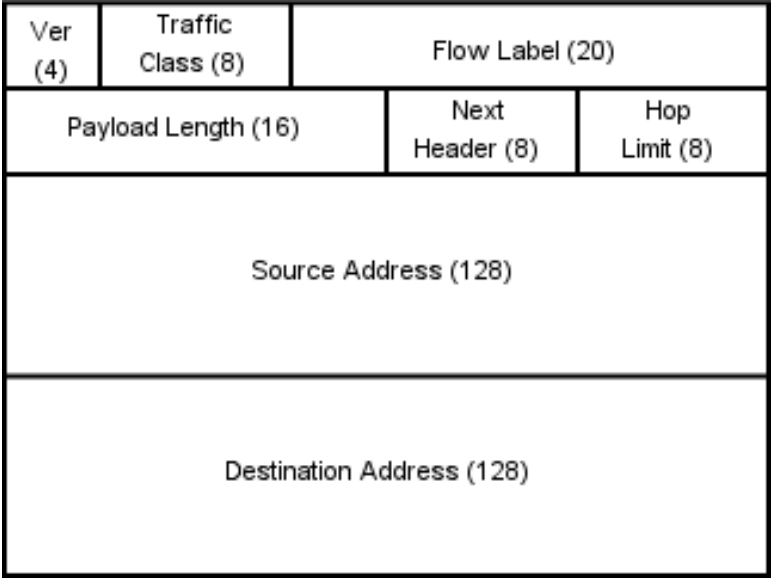 Ver
(4)
Traffic
Class (8)
Flow Label (20)
Payload Length (16)
Next
Header (8)
Hop
Limit (8)
Source Address (128)
Destination Address (128)